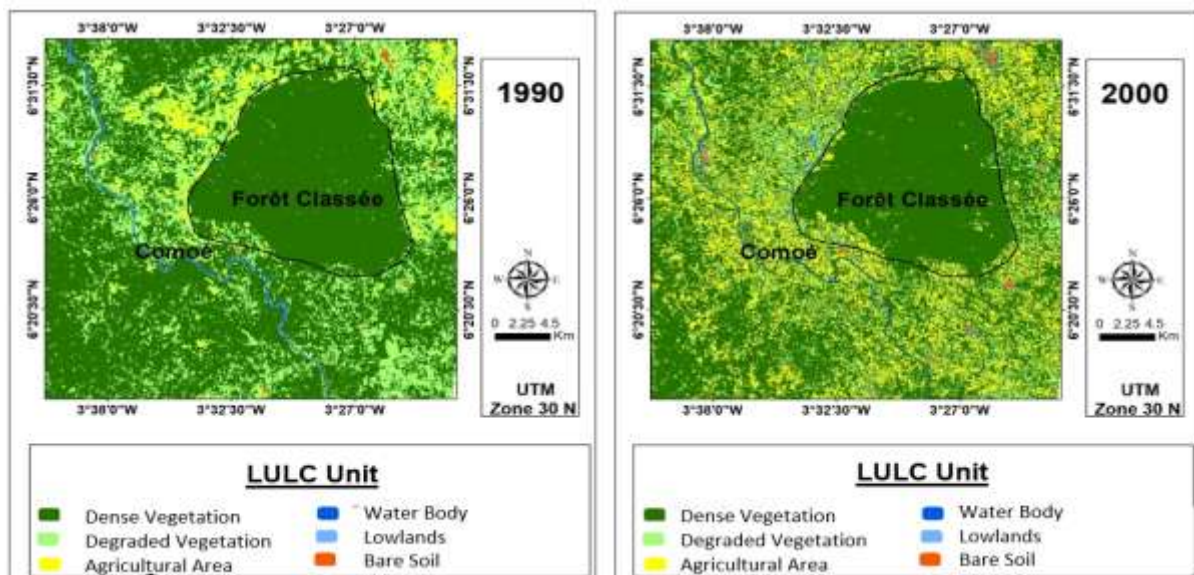 3°38'0"W 3°32'30"W 3°27'0"W
6°31'30"N 6°31'30"N
1990
6°26'0"N 6°26'0"N
Forêt Classée
Comoé
N
W E
S
0 2.25 4.5
Km
6°20'30"N 6°20'30"N
UTM
Zone 30 N
3°38'0"W 3°32'30"W 3°27'0"W
LULC Unit
Dense Vegetation
Degraded Vegetation
Agricultural Area
Water Body
Lowlands
Bare Soil
3°38'0"W 3°32'30"W 3°27'0"W
6°31'30"N 6°31'30"N
2000
6°26'0"N 6°26'0"N
Forêt Classée
Comoé
N
W E
S
0 2.25 4.5
Km
6°20'30"N 6°20'30"N
UTM
Zone 30 N
3°38'0"W 3°32'30"W 3°27'0"W
LULC Unit
Dense Vegetation
Degraded Vegetation
Agricultural Area
Water Body
Lowlands
Bare Soil